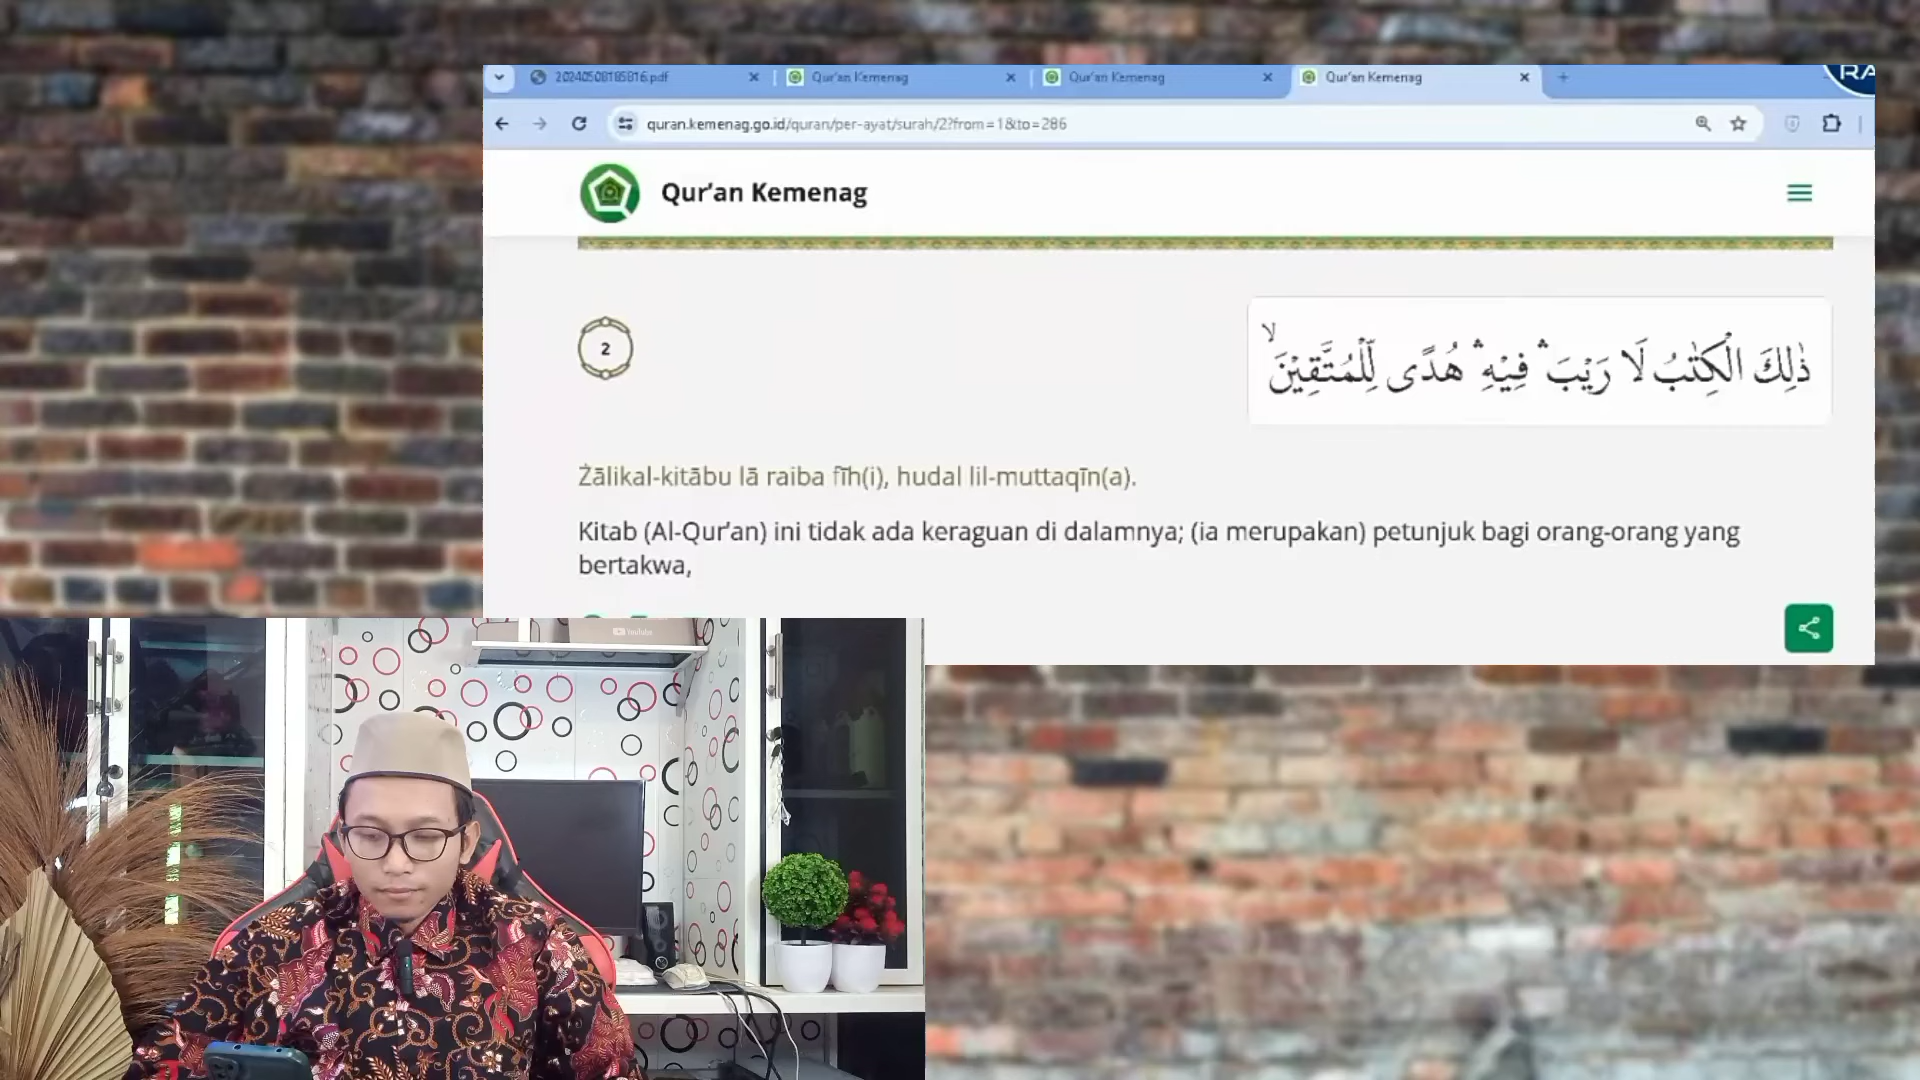 20240508185816.pdf
Qur'an Kemenag
Qur'an Kemenag
Qur'an Kemenag
RA
quran.kemenag.go.id/quran/per-ayat/surah/2?from=1&to=286
Qur'an Kemenag
2
ذٰلِكَ الْكِتٰبُ لَا رَيْبَ ۛ فِيْهِ ۛ هُدًى لِّلْمُتَّقِيْنَۙ
Żālikal-kitābu lā raiba fīh(i), hudal lil-muttaqīn(a).
Kitab (Al-Qur'an) ini tidak ada keraguan di dalamnya; (ia merupakan) petunjuk bagi orang-orang yang
bertakwa,
YouTube